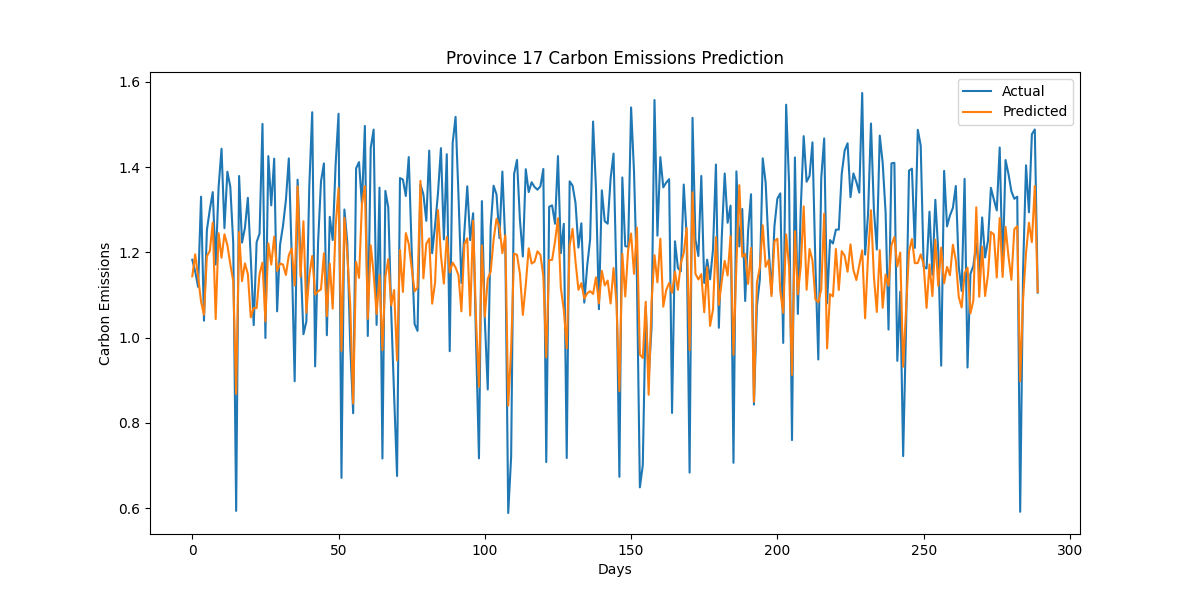 Province 17 Carbon Emissions Prediction
Actual
Predicted
1.6
1.4
1.2
1.0
0.8
0.6
Carbon Emissions
0 50 100 150 200 250 300
Days